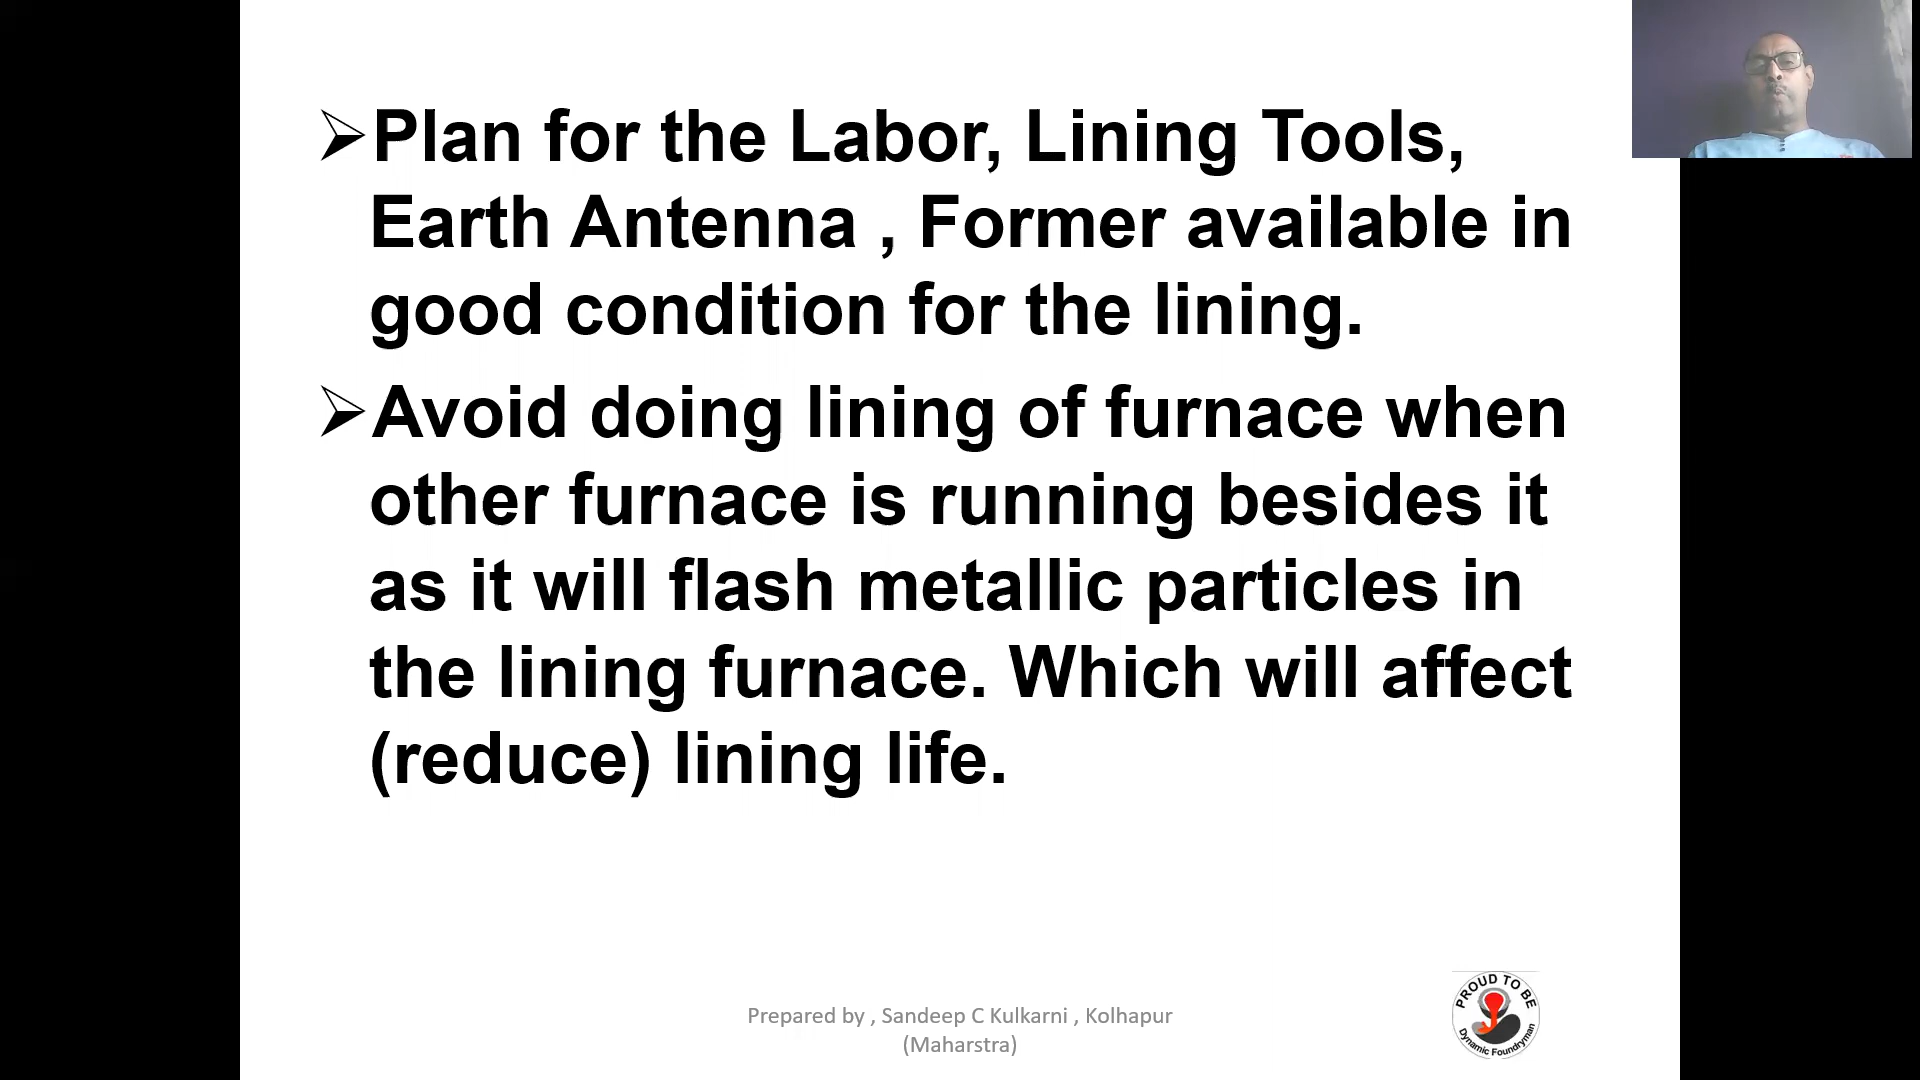 ➢Plan for the Labor, Lining Tools,
Earth Antenna , Former available in
good condition for the lining.
➢Avoid doing lining of furnace when
other furnace is running besides it
as it will flash metallic particles in
the lining furnace. Which will affect
(reduce) lining life.
Prepared by , Sandeep C Kulkarni , Kolhapur
(Maharstra)
PROUD TO BE
Dynamic Foundryman